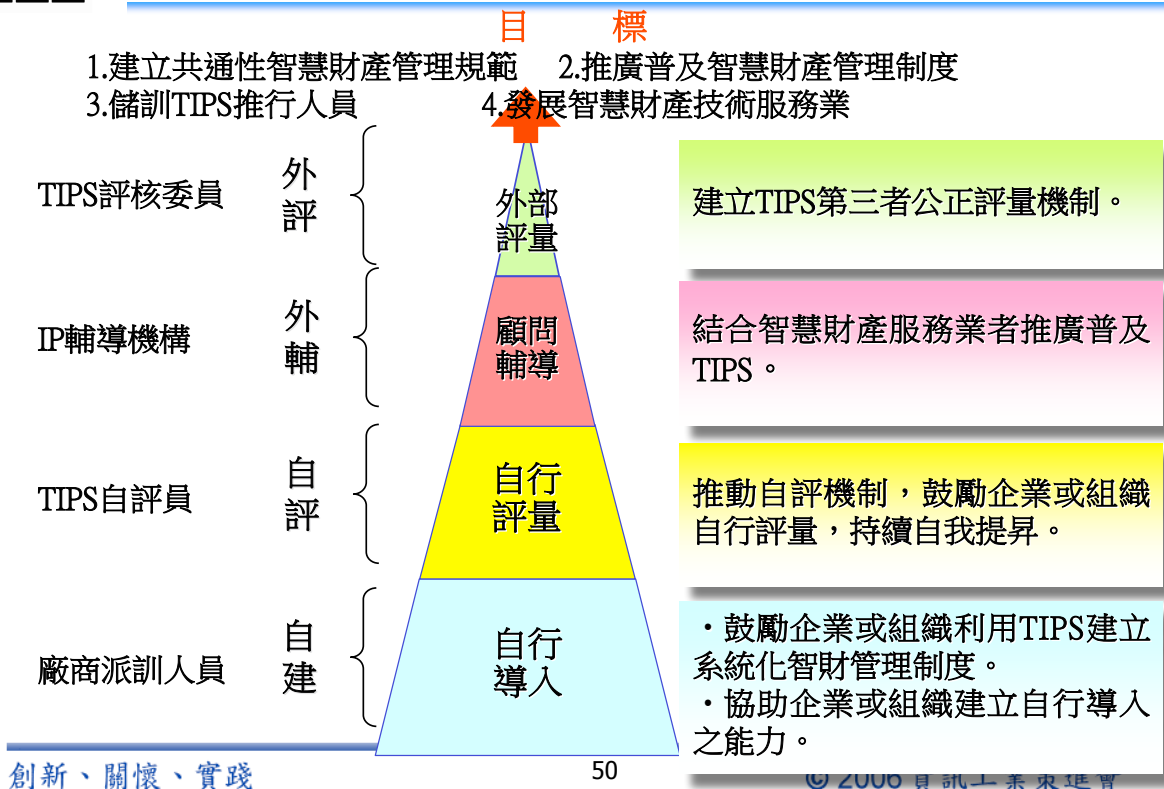 目 標
1.建立共通性智慧財產管理規範 2.推廣普及智慧財產管理制度
3.儲訓TIPS推行人員 4.發展智慧財產技術服務業
TIPS評核委員
外
評
外部
評量
建立TIPS第三者公正評量機制。
IP輔導機構
外
輔
顧問
輔導
結合智慧財產服務業者推廣普及
TIPS。
TIPS自評員
自
評
自行
評量
推動自評機制，鼓勵企業或組織
自行評量，持續自我提昇。
廠商派訓人員
自
建
自行
導入
・鼓勵企業或組織利用TIPS建立
系統化智財管理制度。
・協助企業或組織建立自行導入
之能力。
創新、關懷、實踐
50
© 2006 資訊工業策進會